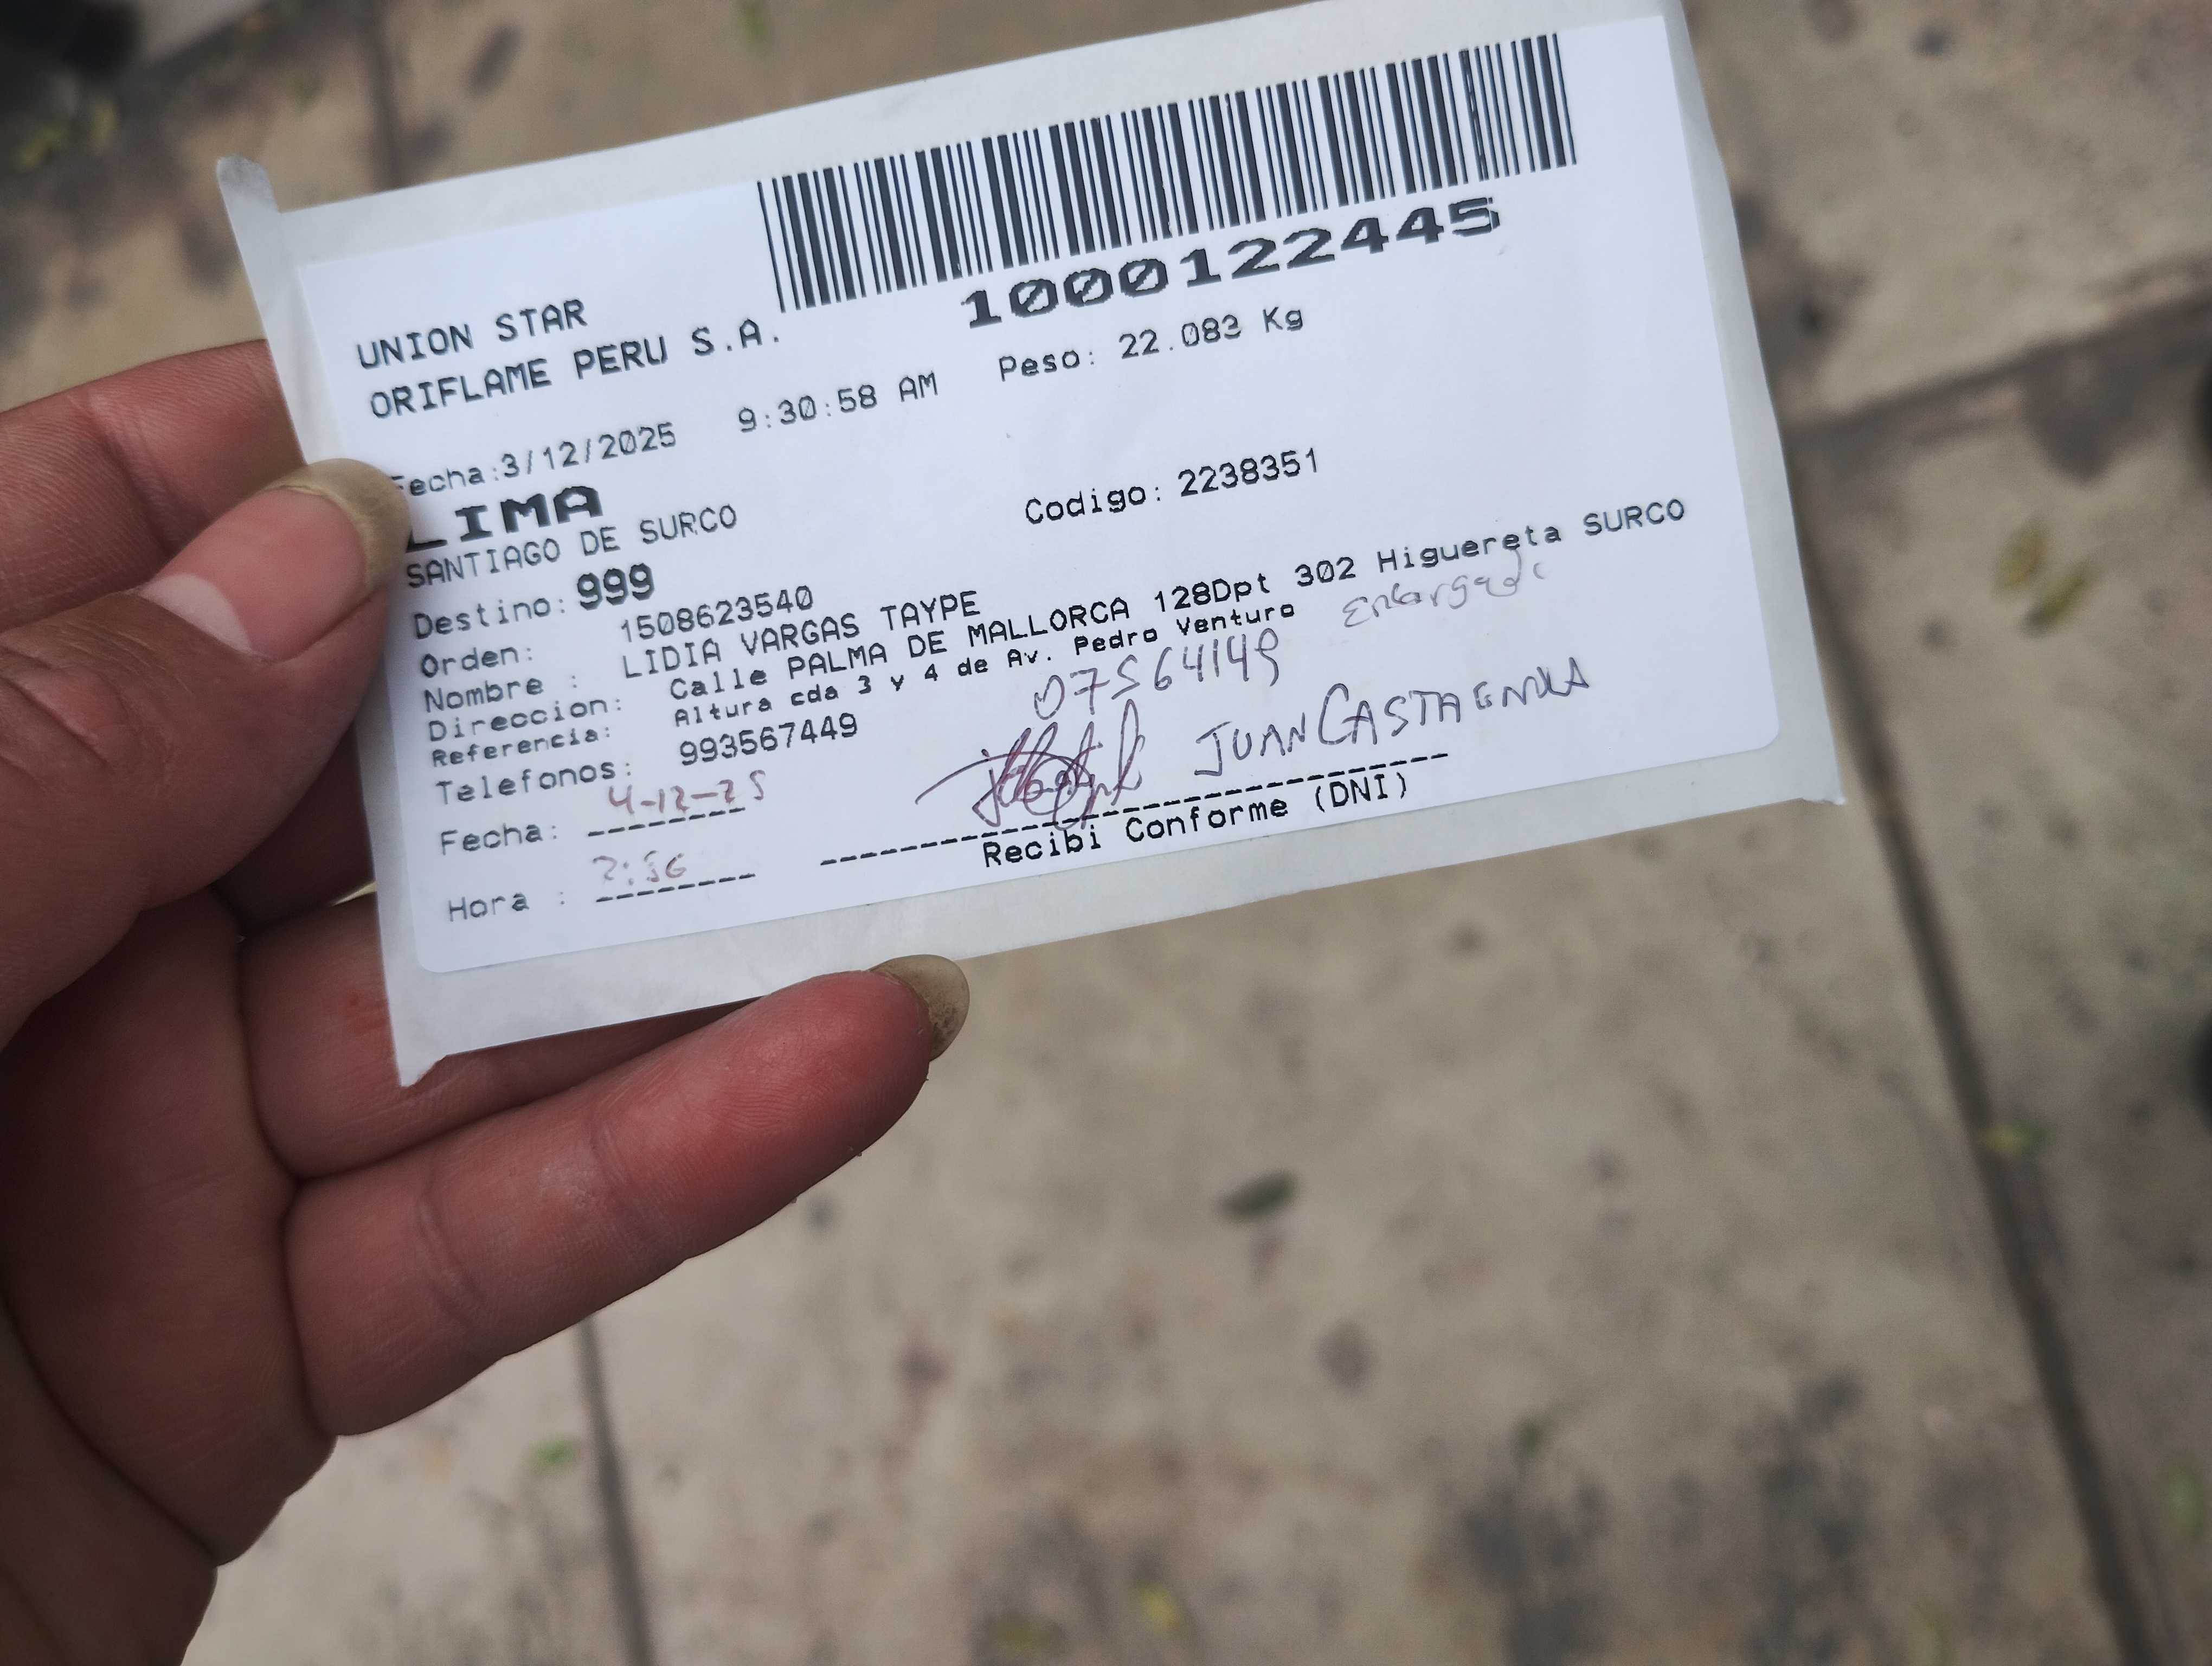 1000122445
UNION STAR
ORIFLAME PERU S.A.
Peso: 22.083 Kg
Fecha:3/12/2025 9:30:58 AM
LIMA
SANTIAGO DE SURCO
Codigo: 2238351
Destino: 999
Orden: 1508623540
Nombre : LIDIA VARGAS TAYPE
Direccion: Calle PALMA DE MALLORCA 128Dpt 302 Higuereta SURCO
Referencia: Altura cda 3 y 4 de Av. Pedro Venturo
Telefonos: 993567449
07564149
JUAN CASTAGNOLA
Fecha: 4-12-25
Recibi Conforme (DNI)
Hora :